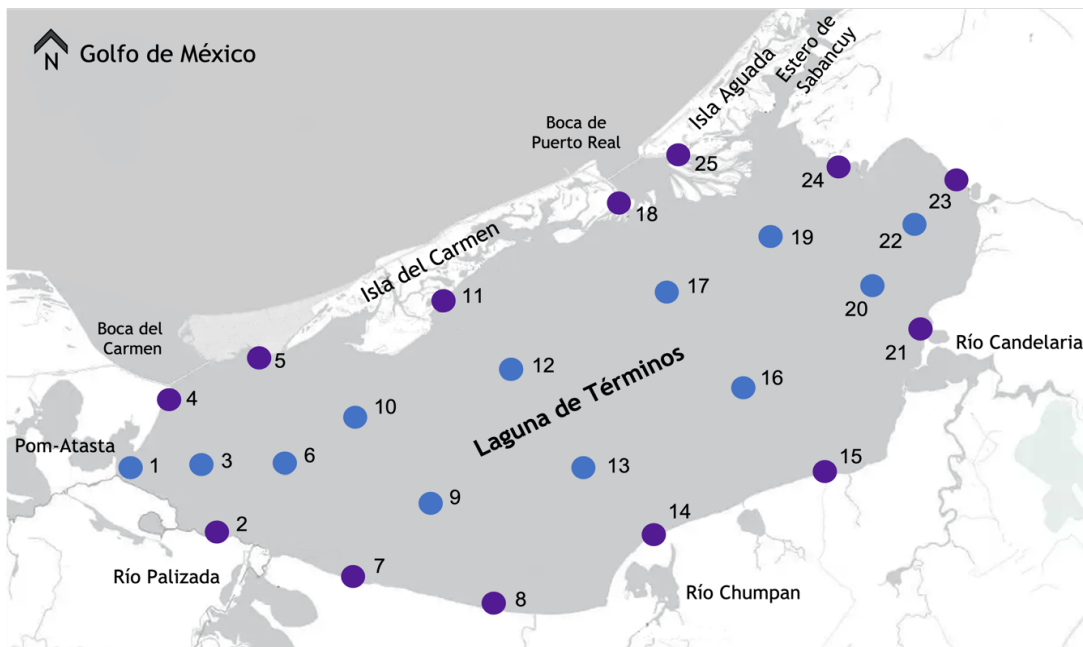 N
Golfo de México
Isla Aguada
Estero de
Sabancuy
Boca de
Puerto Real
25
24
23
18
22
19
Isla del Carmen
17
20
11
Boca del
Carmen
21
Río Candelaria
5
12
Laguna de Términos
16
4
10
Pom-Atasta
1
3
6
13
15
9
2
14
7
Río Palizada
8
Río Chumpan